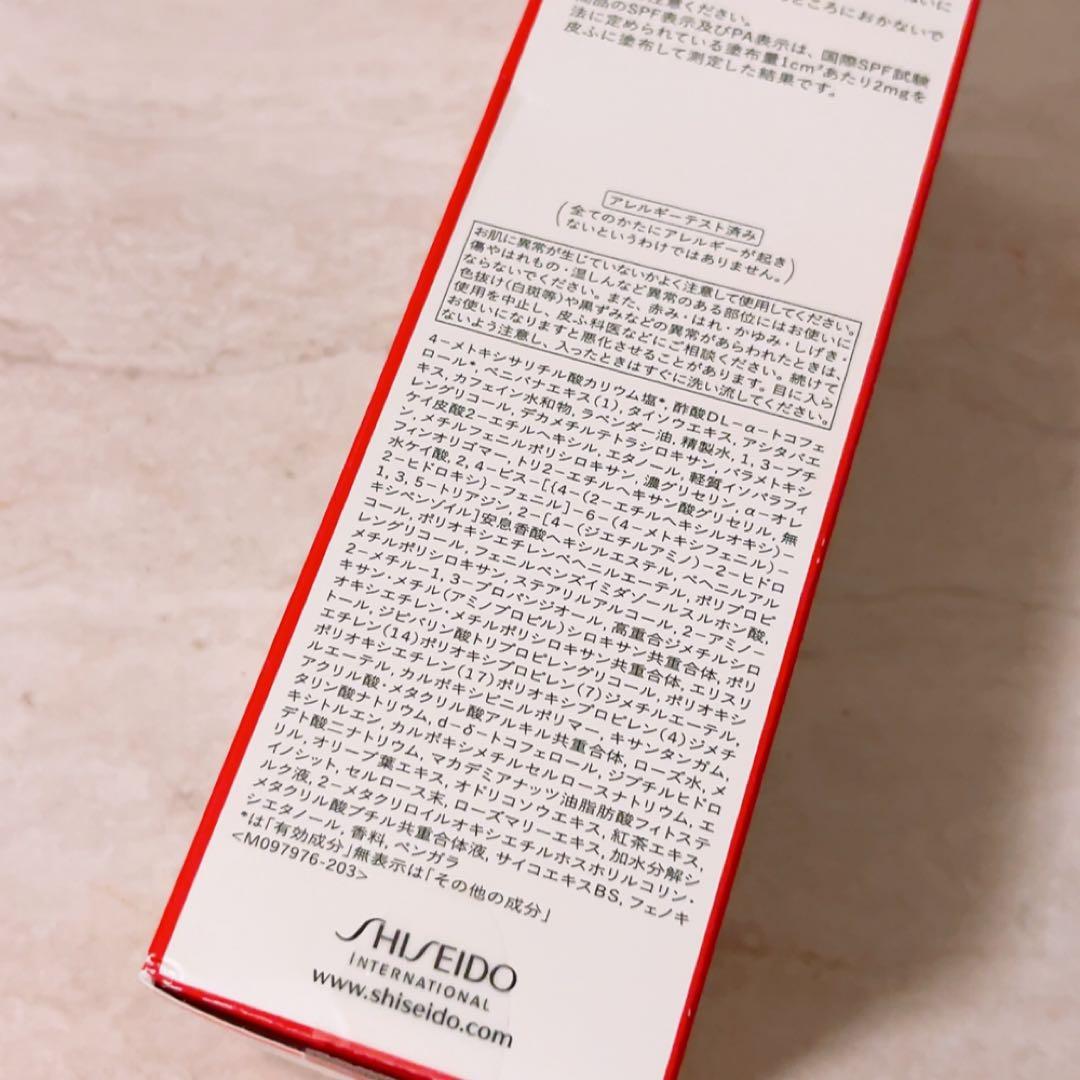 ところにおかないで
注意ください。
商品のSPF表示及びPA表示は、国際SPF試験
法に定められている塗布量1cm²あたり2mgを
皮ふに塗布して測定した結果です。
アレルギーテスト済み
(全てのかたにアレルギーが起き
ないというわけではありません。)
お肌に異常が生じていないかよく注意して使用してください。
傷やはれもの・湿しんなど異常のある部位にはお使いに
ならないでください。また、赤み・はれ・かゆみ・しげき・
色抜け(白斑等)や黒ずみなどの異常があらわれたときは、
使用を中止し、皮ふ科医などにご相談ください。続けて
お使いになりますと悪化させることがあります。目に入ら
ないよう注意し、入ったときはすぐに洗い流してください。
4-メトキシサリチル酸カリウム塩*, 酢酸DL-α-トコフェ
ロール*, ベニバナエキス(1), タイソウエキス, アシタバエ
キス, カフェイン水和物, ラベンダー油, 精製水, 1,3-ブチ
レングリコール, デカメチルテトラシロキサン, パラメトキシ
ケイ皮酸2-エチルヘキシル, エタノール, 軽質イソパラフィ
ン, メチルフェニルポリシロキサン, 濃グリセリン, α-オレ
フィンオリゴマー, トリ2-エチルヘキサン酸グリセリル, 無
水ケイ酸, 2,4-ビス-[{4-(2-エチルヘキシルオキシ)-
2-ヒドロキシ}-フェニル]-6-(4-メトキシフェニル)-
1,3,5-トリアジン, 2-[4-(ジエチルアミノ)-2-ヒドロ
キシベンゾイル]安息香酸ヘキシルエステル, ベヘニルアル
コール, ポリオキシエチレンベヘニルエーテル, ポリプロピ
レングリコール, フェニルベンズイミダゾールスルホン酸,
2-メチルポリシロキサン, ステアリルアルコール, 2-アミノ-
メチル-1,3-プロパンジオール, 高重合ジメチルシロ
キサン・メチル(アミノプロピル)シロキサン共重合体, ポリ
オキシエチレン・メチルポリシロキサン共重合体, エリスリ
トール, ジピバリン酸トリプロピレングリコール, ポリオキシ
エチレン(14)ポリオキシプロピレン(7)ジメチルエーテル,
ポリオキシエチレン(17)ポリオキシプロピレン(4)ジメチ
ルエーテル, カルボキシビニルポリマー, キサンタンガム,
アクリル酸・メタクリル酸アルキル共重合体, ローズ水, メ
タリン酸ナトリウム, d-δ-トコフェロール, ジブチルヒドロ
キシトルエン, カルボキシメチルセルロースナトリウム, エ
デト酸二ナトリウム, マカデミアナッツ油脂肪酸フィトステ
リル, オリーブ葉エキス, オドリコソウエキス, 紅茶エキス,
イノシット, セルロース末, ローズマリーエキス, 加水分解シ
ルク液, 2-メタクリロイルオキシエチルホスホリルコリン・
メタクリル酸ブチル共重合体液, サイコエキスBS, フェノキ
シエタノール, 香料, ベンガラ
*は「有効成分」無表示は「その他の成分」
<M097976-203>
SHISEIDO
INTERNATIONAL
www.shiseido.com